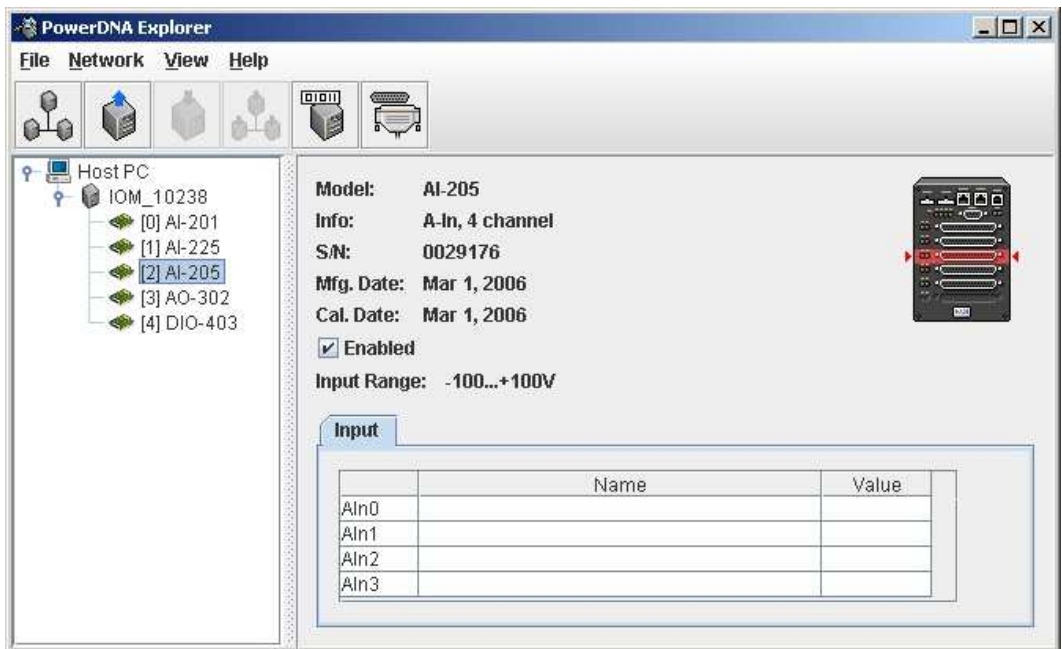 PowerDNA Explorer
File Network View Help
Host PC
IOM_10238
[0] AI-201
[1] AI-225
[2] AI-205
[3] AO-302
[4] DIO-403
Model: AI-205
Info: A-In, 4 channel
S/N: 0029176
Mfg. Date: Mar 1, 2006
Cal. Date: Mar 1, 2006
Enabled
Input Range: -100...+100V
Input
Name Value
AIn0
AIn1
AIn2
AIn3